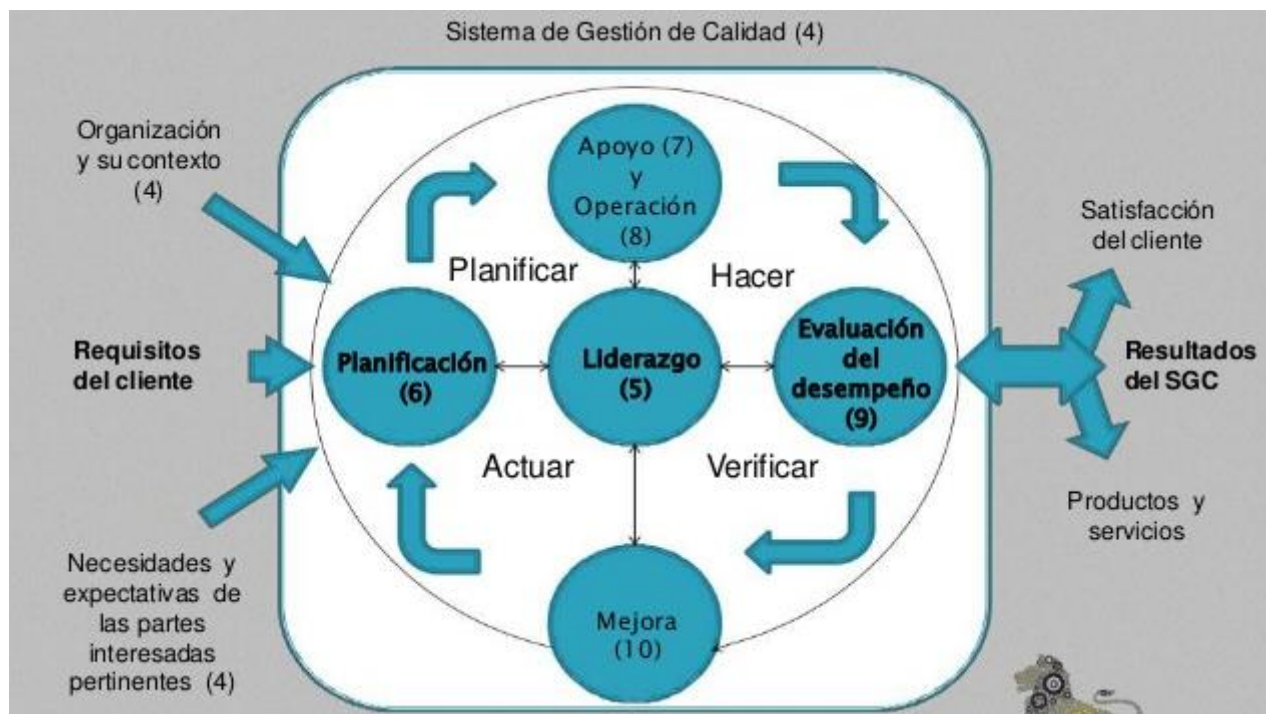 Sistema de Gestión de Calidad (4)
Organización
y su contexto
(4)
Requisitos
del cliente
Necesidades y
expectativas de
las partes
interesadas
pertinentes (4)
Apoyo (7)
y
Operación
(8)
Planificar
Hacer
Planificación
(6)
Liderazgo
(5)
Evaluación
del
desempeño
(9)
Actuar
Verificar
Mejora
(10)
Satisfacción
del cliente
Resultados
del SGC
Productos y
servicios